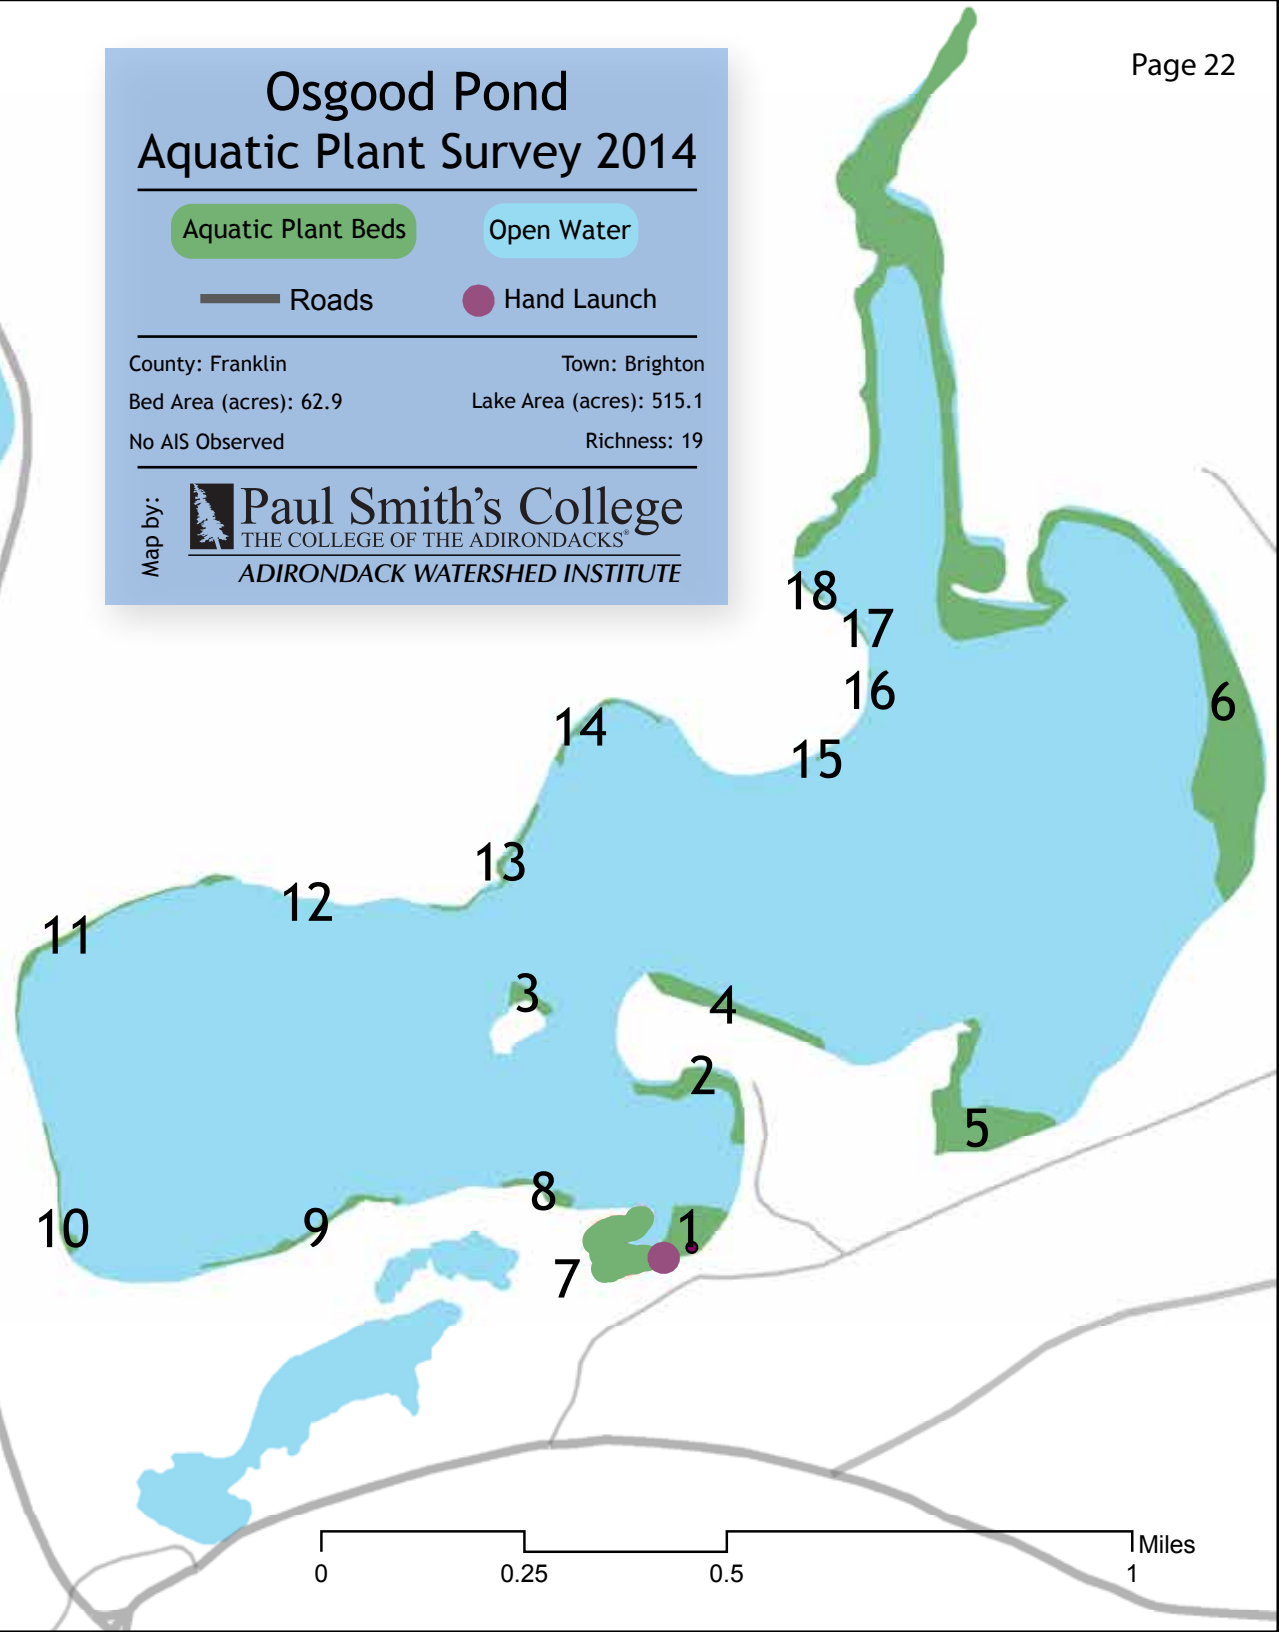 Page 22
Osgood Pond
Aquatic Plant Survey 2014
Aquatic Plant Beds
Open Water
Roads
Hand Launch
County: Franklin
Town: Brighton
Bed Area (acres): 62.9
Lake Area (acres): 515.1
No AIS Observed
Richness: 19
Map by:
Paul Smith's College
THE COLLEGE OF THE ADIRONDACKS®
ADIRONDACK WATERSHED INSTITUTE
18
17
16
6
14
15
13
12
11
3
4
2
5
8
10
9
1
7
Miles
0 0.25 0.5 1